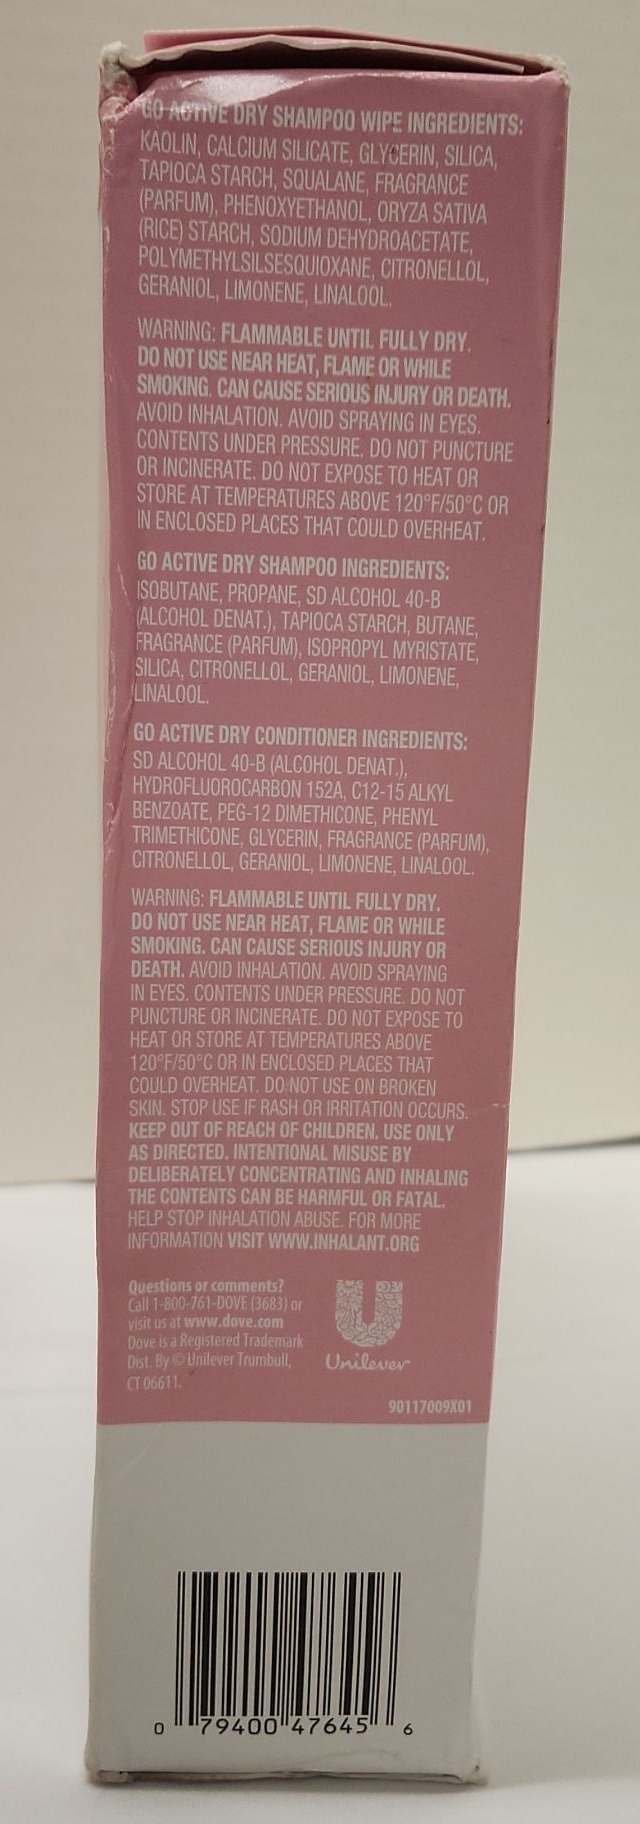 GO ACTIVE DRY SHAMPOO WIPE INGREDIENTS:
KAOLIN, CALCIUM SILICATE, GLYCERIN, SILICA,
TAPIOCA STARCH, SQUALANE, FRAGRANCE
(PARFUM), PHENOXYETHANOL, ORYZA SATIVA
(RICE) STARCH, SODIUM DEHYDROACETATE,
POLYMETHYLSILSESQUIOXANE, CITRONELLOL,
GERANIOL, LIMONENE, LINALOOL.
WARNING: FLAMMABLE UNTIL FULLY DRY.
DO NOT USE NEAR HEAT, FLAME OR WHILE
SMOKING. CAN CAUSE SERIOUS INJURY OR DEATH.
AVOID INHALATION. AVOID SPRAYING IN EYES.
CONTENTS UNDER PRESSURE. DO NOT PUNCTURE
OR INCINERATE. DO NOT EXPOSE TO HEAT OR
STORE AT TEMPERATURES ABOVE 120°F/50°C OR
IN ENCLOSED PLACES THAT COULD OVERHEAT.
GO ACTIVE DRY SHAMPOO INGREDIENTS:
ISOBUTANE, PROPANE, SD ALCOHOL 40-B
(ALCOHOL DENAT.), TAPIOCA STARCH, BUTANE,
FRAGRANCE (PARFUM), ISOPROPYL MYRISTATE,
SILICA, CITRONELLOL, GERANIOL, LIMONENE,
LINALOOL.
GO ACTIVE DRY CONDITIONER INGREDIENTS:
SD ALCOHOL 40-B (ALCOHOL DENAT.),
HYDROFLUOROCARBON 152A, C12-15 ALKYL
BENZOATE, PEG-12 DIMETHICONE, PHENYL
TRIMETHICONE, GLYCERIN, FRAGRANCE (PARFUM),
CITRONELLOL, GERANIOL, LIMONENE, LINALOOL.
WARNING: FLAMMABLE UNTIL FULLY DRY.
DO NOT USE NEAR HEAT, FLAME OR WHILE
SMOKING. CAN CAUSE SERIOUS INJURY OR
DEATH. AVOID INHALATION. AVOID SPRAYING
IN EYES. CONTENTS UNDER PRESSURE. DO NOT
PUNCTURE OR INCINERATE. DO NOT EXPOSE TO
HEAT OR STORE AT TEMPERATURES ABOVE
120°F/50°C OR IN ENCLOSED PLACES THAT
COULD OVERHEAT. DO NOT USE ON BROKEN
SKIN. STOP USE IF RASH OR IRRITATION OCCURS.
KEEP OUT OF REACH OF CHILDREN. USE ONLY
AS DIRECTED. INTENTIONAL MISUSE BY
DELIBERATELY CONCENTRATING AND INHALING
THE CONTENTS CAN BE HARMFUL OR FATAL.
HELP STOP INHALATION ABUSE. FOR MORE
INFORMATION VISIT WWW.INHALANT.ORG
Questions or comments?
Call 1-800-761-DOVE (3683) or
visit us at www.dove.com
Dove is a Registered Trademark
Dist. By © Unilever Trumbull,
CT 06611.
Unilever
90117009X01
0 79400 47645 6